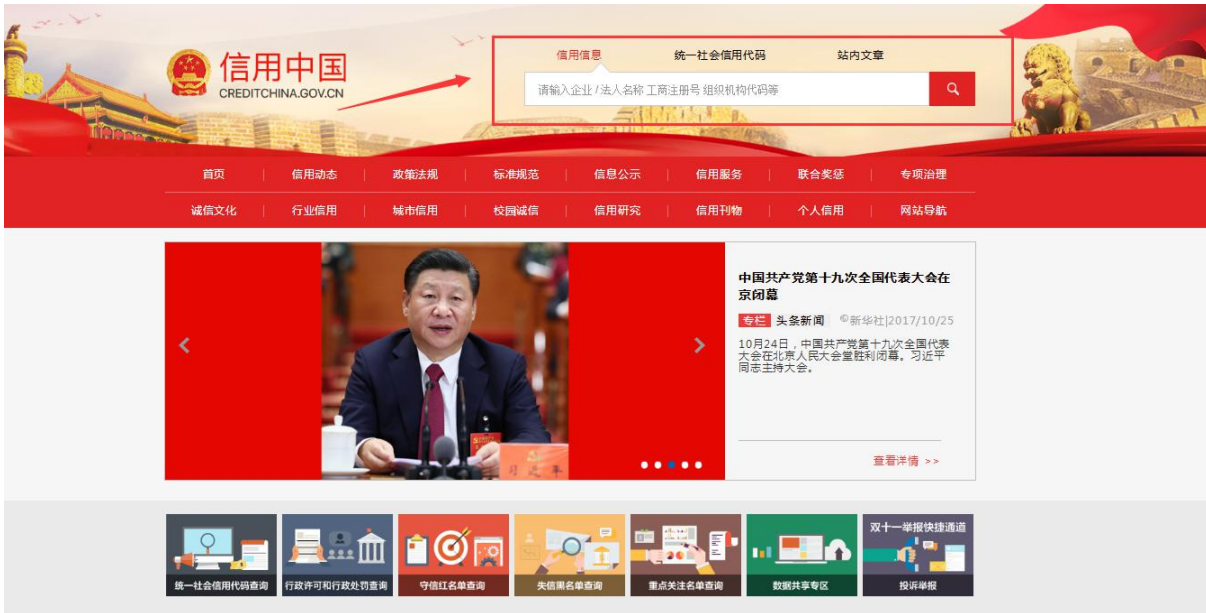 信用中国
CREDITCHINA.GOV.CN
信用信息 统一社会信用代码 站内文章
请输入企业 / 法人名称 工商注册号 组织机构代码等
首页 信用动态 政策法规 标准规范 信息公示 信用服务 联合奖惩 专项治理
诚信文化 行业信用 城市信用 校园诚信 信用研究 信用刊物 个人信用 网站导航
中国共产党第十九次全国代表大会在
京闭幕
专栏 头条新闻 ©新华社|2017/10/25
10月24日，中国共产党第十九次全国代表
大会在北京人民大会堂胜利闭幕。习近平
同志主持大会。
习近平
查看详情 >>
双十一举报快捷通道
统一社会信用代码查询 行政许可和行政处罚查询 守信红名单查询 失信黑名单查询 重点关注名单查询 数据共享专区 投诉举报